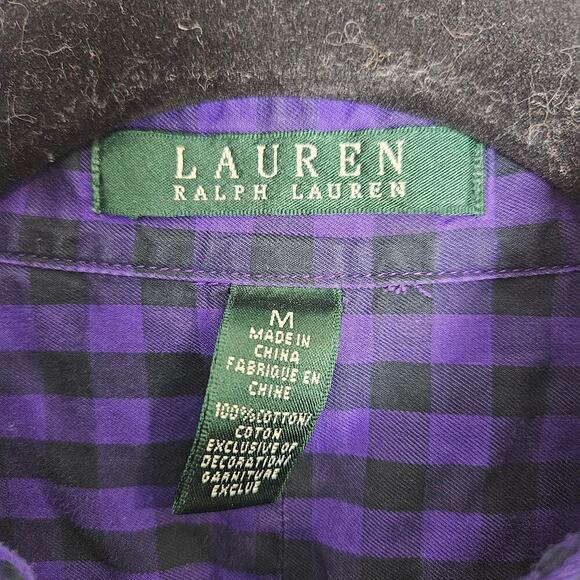 LAUREN
RALPH LAUREN
M
MADE IN
CHINA
FABRIQUE EN
CHINE
100% COTTON/
COTON
EXCLUSIVE OF
DECORATION/
GARNITURE
EXCLUE